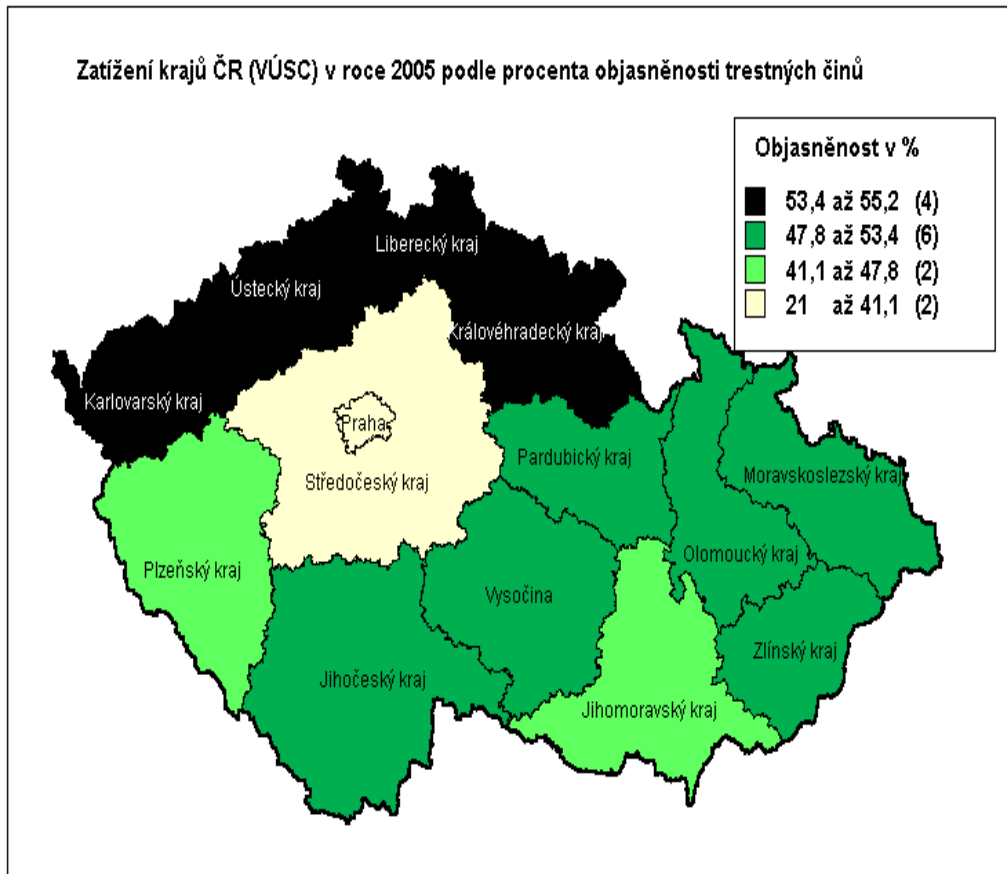 Zatížení krajů ČR (VÚSC) v roce 2005 podle procenta objasněnosti trestných činů
Objasněnost v %
53,4 až 55,2 (4)
47,8 až 53,4 (6)
41,1 až 47,8 (2)
21 až 41,1 (2)
Liberecký kraj
Ústecký kraj
Královéhradecký kraj
Karlovarský kraj
Praha
Pardubický kraj
Moravskoslezský kraj
Středočeský kraj
Olomoucký kraj
Plzeňský kraj
Vysočina
Zlínský kraj
Jihočeský kraj
Jihomoravský kraj